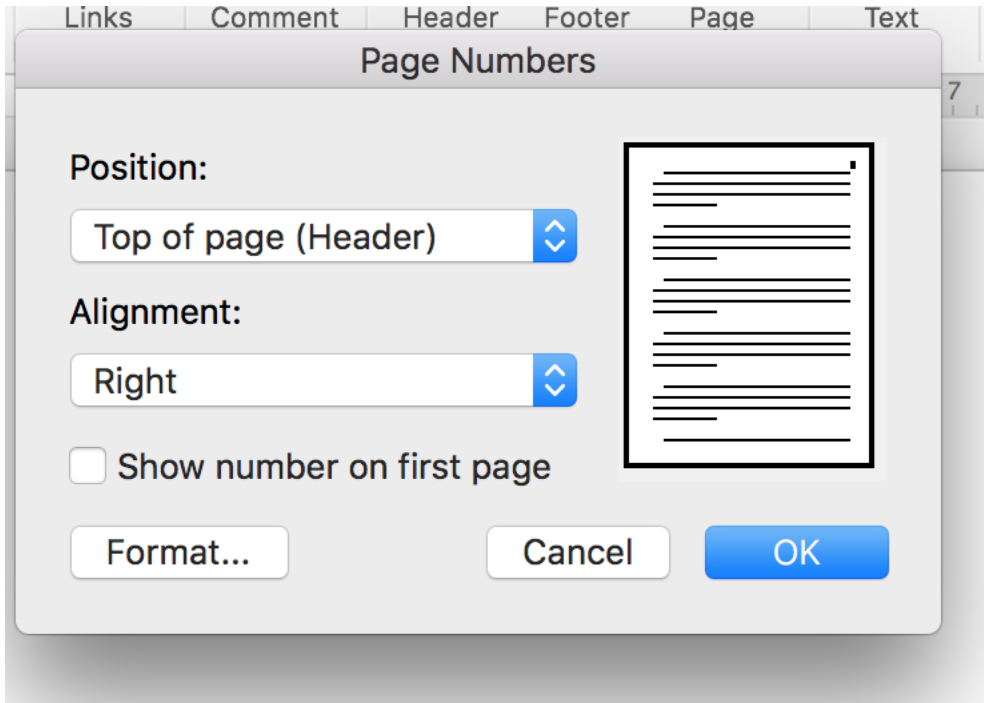 Links Comment Header Footer Page Text
Page Numbers
7
Position:
Top of page (Header)
Alignment:
Right
Show number on first page
Format... Cancel OK